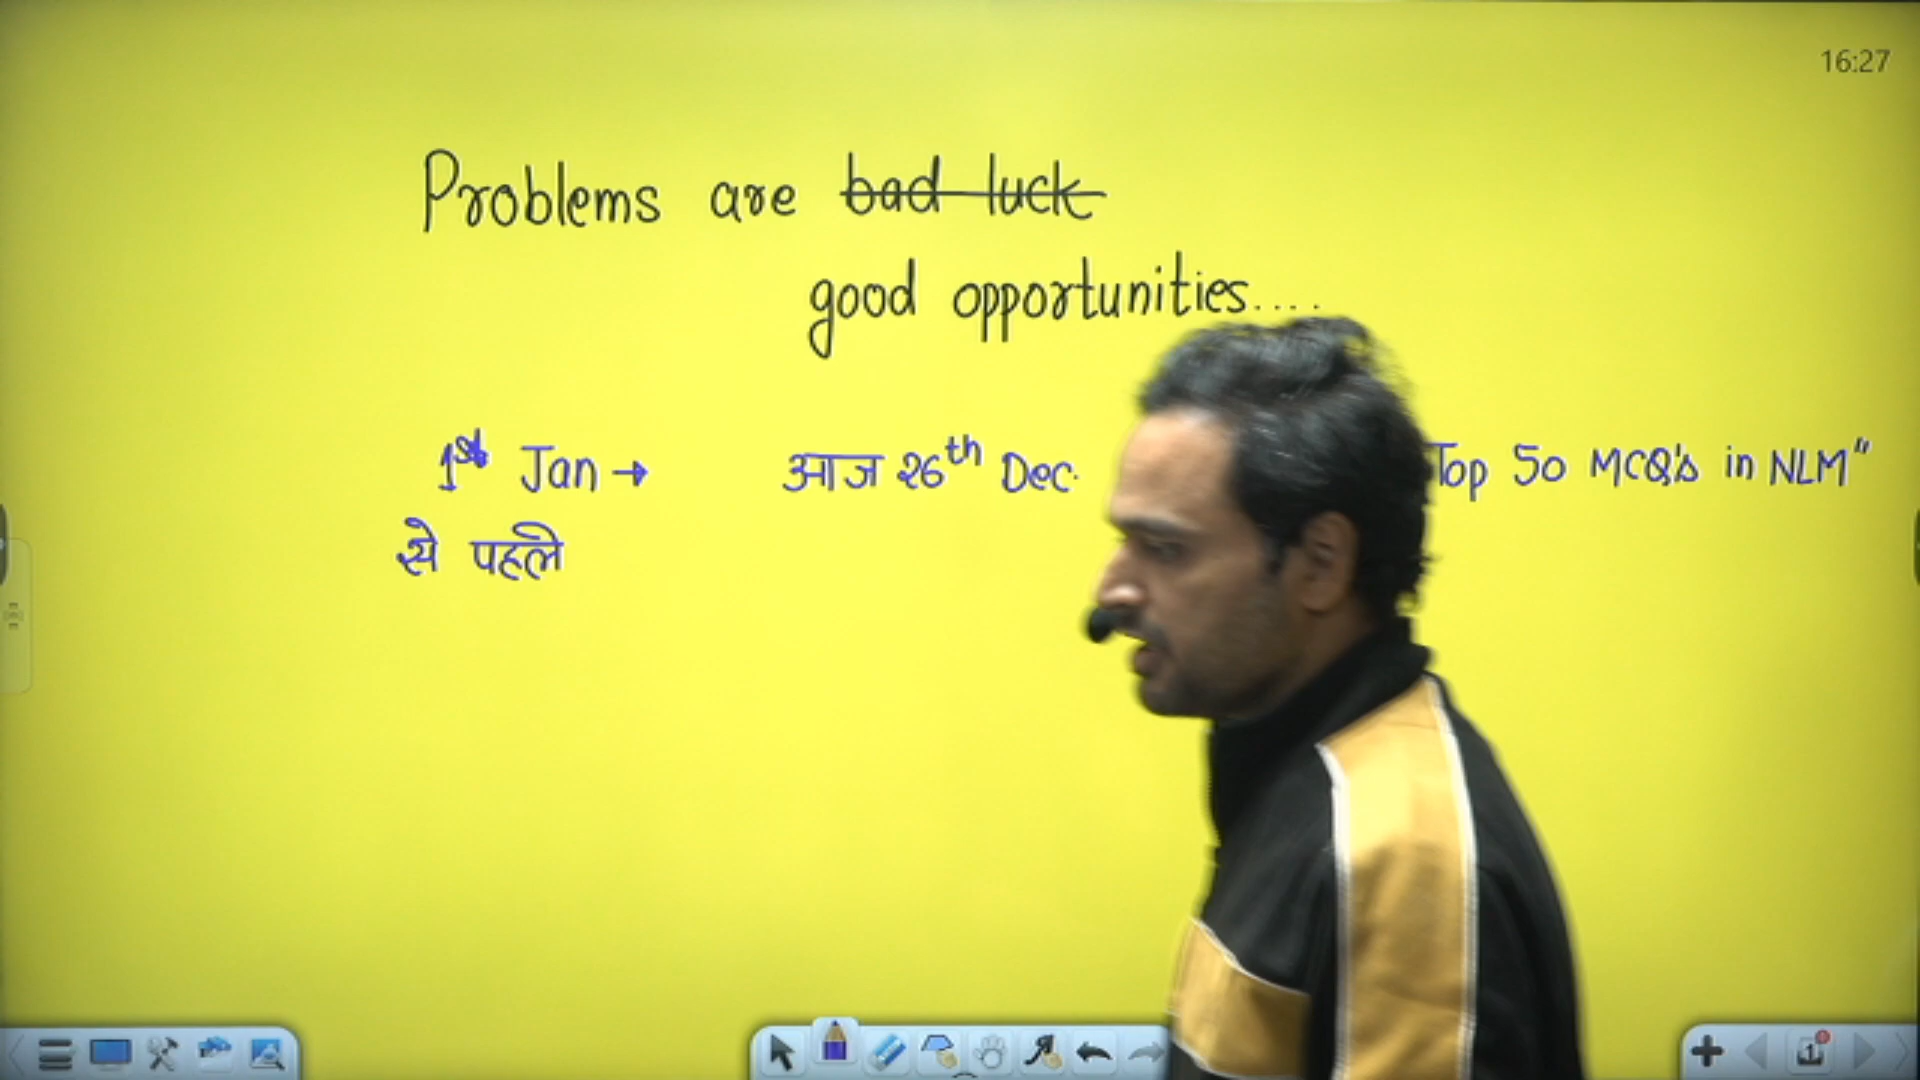 16:27
Problems are bad luck
good opportunities....
1st Jan → आज 26th Dec. Top 50 MCQ's in NLM"
से पहले
1